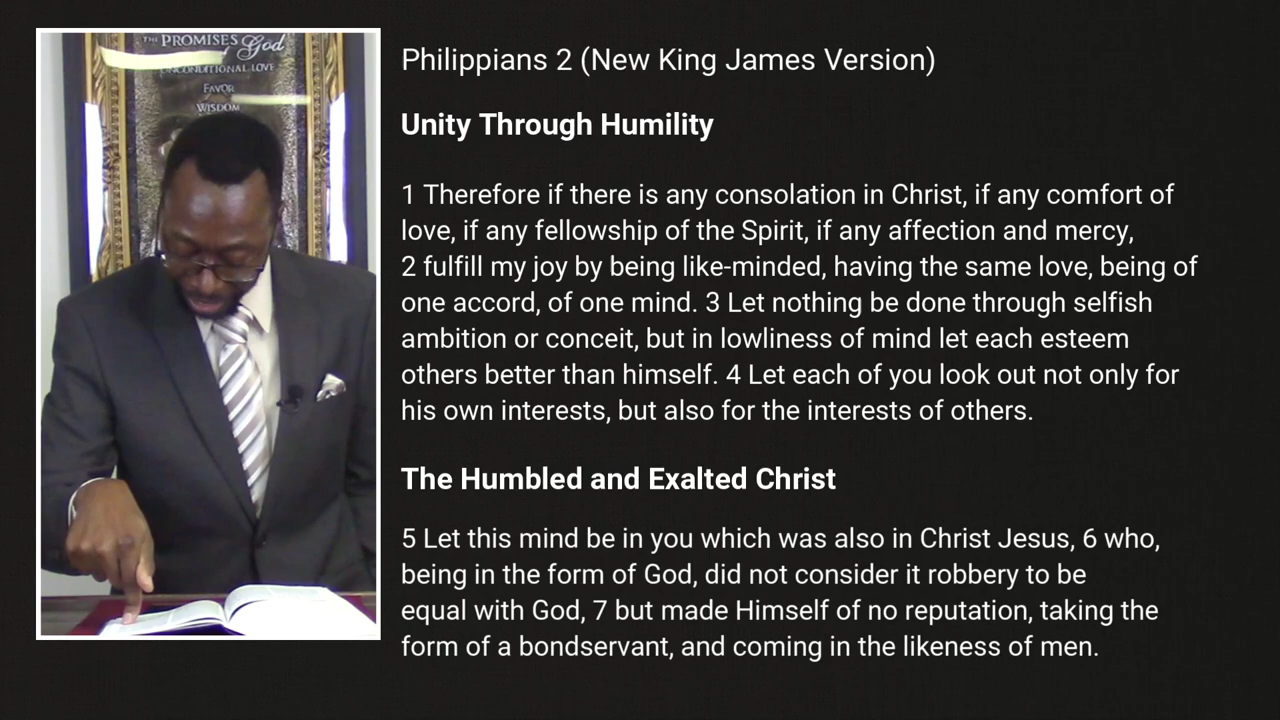 THE PROMISES of God
UNCONDITIONAL LOVE
FAVOR
WISDOM
Philippians 2 (New King James Version)
Unity Through Humility
1 Therefore if there is any consolation in Christ, if any comfort of
love, if any fellowship of the Spirit, if any affection and mercy,
2 fulfill my joy by being like-minded, having the same love, being of
one accord, of one mind. 3 Let nothing be done through selfish
ambition or conceit, but in lowliness of mind let each esteem
others better than himself. 4 Let each of you look out not only for
his own interests, but also for the interests of others.
The Humbled and Exalted Christ
5 Let this mind be in you which was also in Christ Jesus, 6 who,
being in the form of God, did not consider it robbery to be
equal with God, 7 but made Himself of no reputation, taking the
form of a bondservant, and coming in the likeness of men.